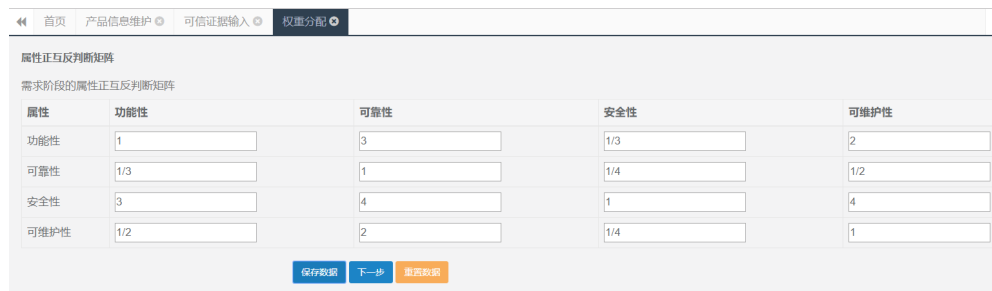 首页 产品信息维护 可信证据输入 权重分配
属性正互反判断矩阵
需求阶段的属性正互反判断矩阵
属性 功能性 可靠性 安全性 可维护性
功能性 1 3 1/3 2
可靠性 1/3 1 1/4 1/2
安全性 3 4 1 4
可维护性 1/2 2 1/4 1
保存数据 下一步 重置数据